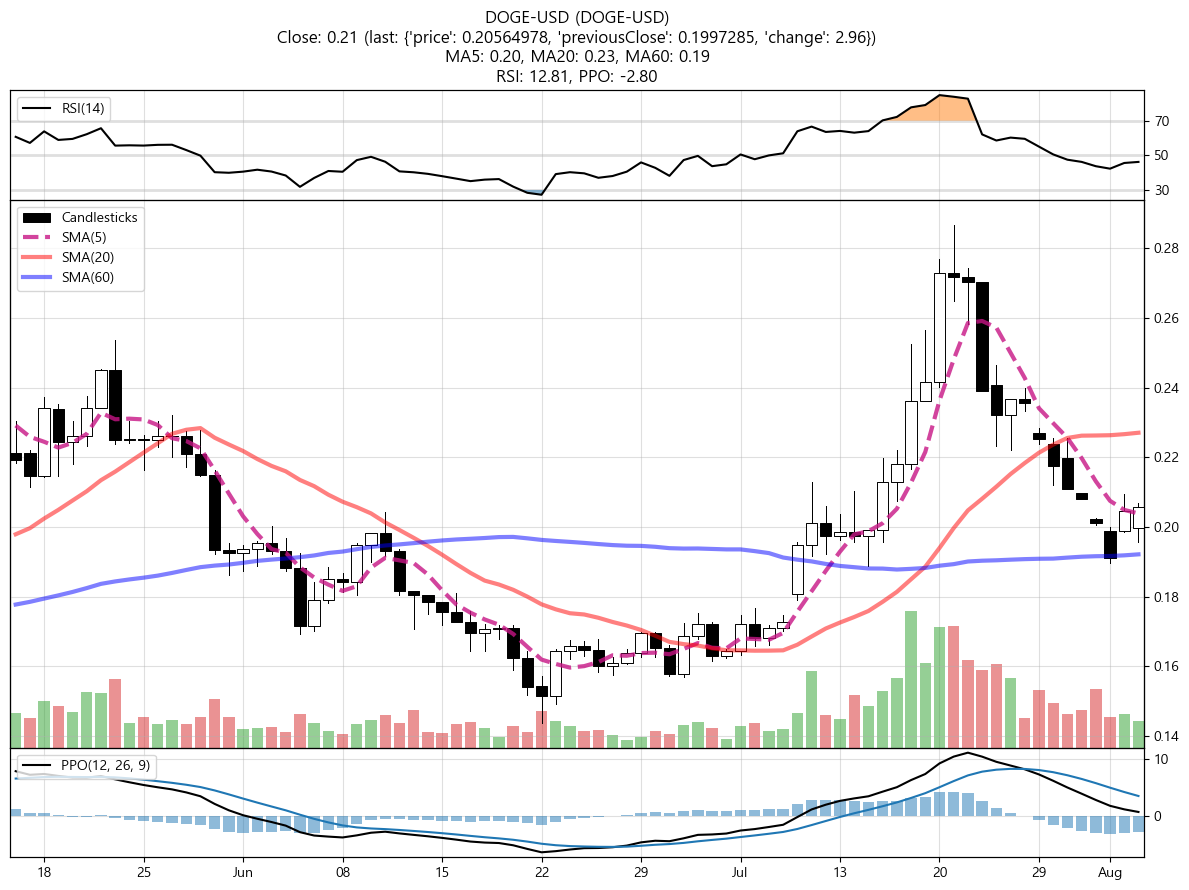 DOGE-USD (DOGE-USD)
Close: 0.21 (last: {'price': 0.20564978, 'previousClose': 0.1997285, 'change': 2.96})
MA5: 0.20, MA20: 0.23, MA60: 0.19
RSI: 12.81, PPO: -2.80
RSI(14)
70
50
30
Candlesticks
SMA(5)
SMA(20)
SMA(60)
0.28
0.26
0.24
0.22
0.20
0.18
0.16
0.14
PPO(12, 26, 9)
10
0
18 25 Jun 08 15 22 29 Jul 13 20 29 Aug